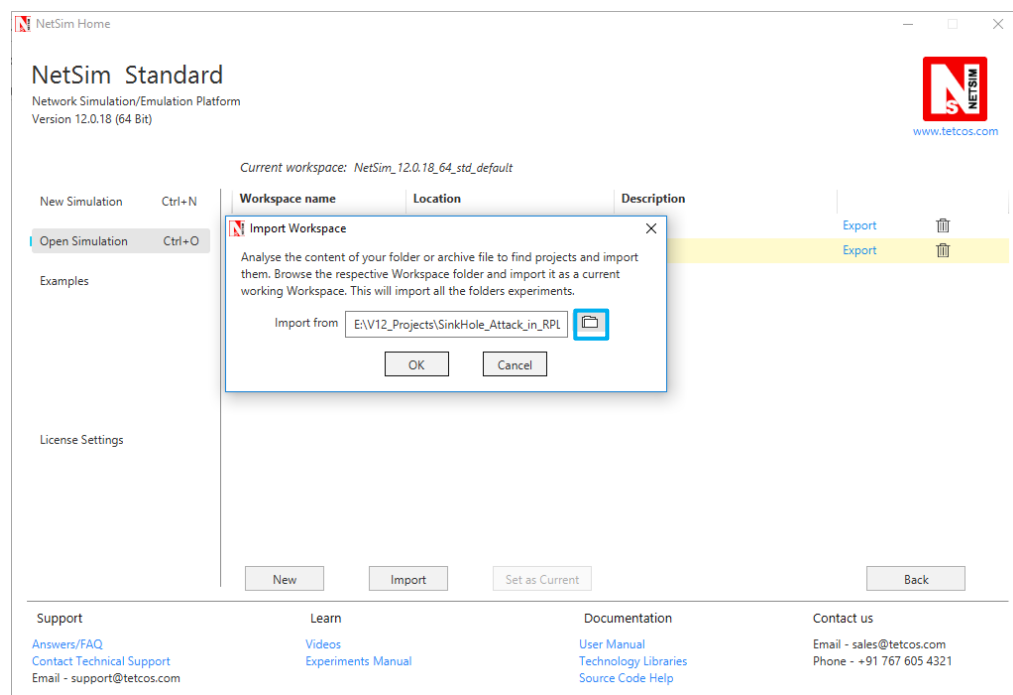 NetSim Home
NetSim Standard
Network Simulation/Emulation Platform
Version 12.0.18 (64 Bit)
NETSIM
NS
www.tetcos.com
Current workspace: NetSim_12.0.18_64_std_default
New Simulation Ctrl+N
Open Simulation Ctrl+O
Examples
License Settings
Workspace name Location Description
Export
Export
Import Workspace
Analyse the content of your folder or archive file to find projects and import
them. Browse the respective Workspace folder and import it as a current
working Workspace. This will import all the folders experiments.
Import from E:\V12_Projects\SinkHole_Attack_in_RPL
OK Cancel
New Import Set as Current Back
Support
Answers/FAQ
Contact Technical Support
Email - support@tetcos.com
Learn
Videos
Experiments Manual
Documentation
User Manual
Technology Libraries
Source Code Help
Contact us
Email - sales@tetcos.com
Phone - +91 767 605 4321